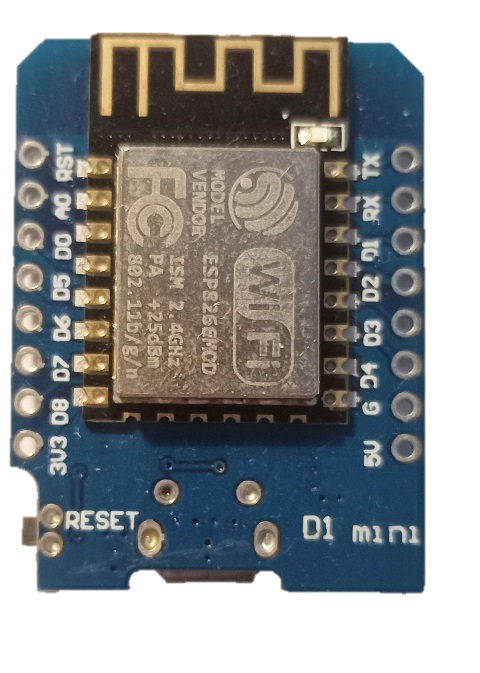 RST
A0
D0
D5
D6
D7
D8
3V3
TX
RX
D1
D2
D3
D4
G
5V
MODEL ESP8266MOD
VENDOR
WiFi
FC
ISM 2.4GHz
PA +25dBm
802.11b/g/n
RESET
D1 mini